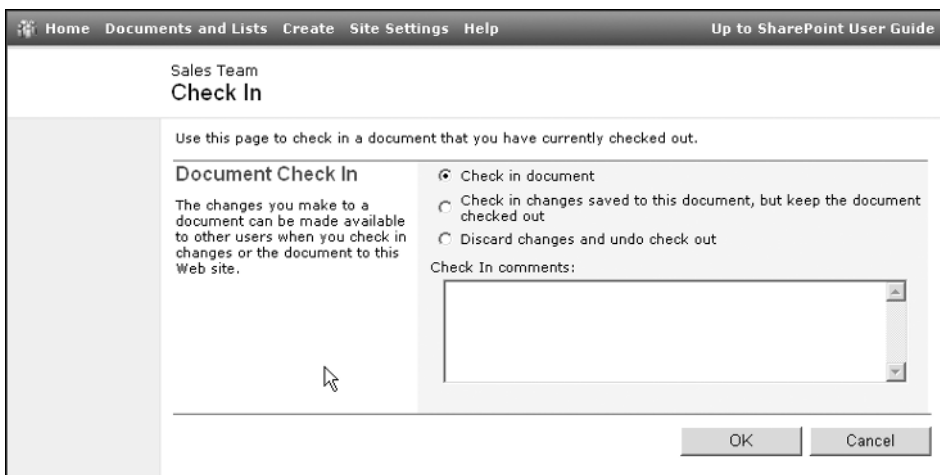 Home Documents and Lists Create Site Settings Help Up to SharePoint User Guide
Sales Team
Check In
Use this page to check in a document that you have currently checked out.
Document Check In
The changes you make to a
document can be made available
to other users when you check in
changes or the document to this
Web site.
Check in document
Check in changes saved to this document, but keep the document
checked out
Discard changes and undo check out
Check In comments:
OK Cancel